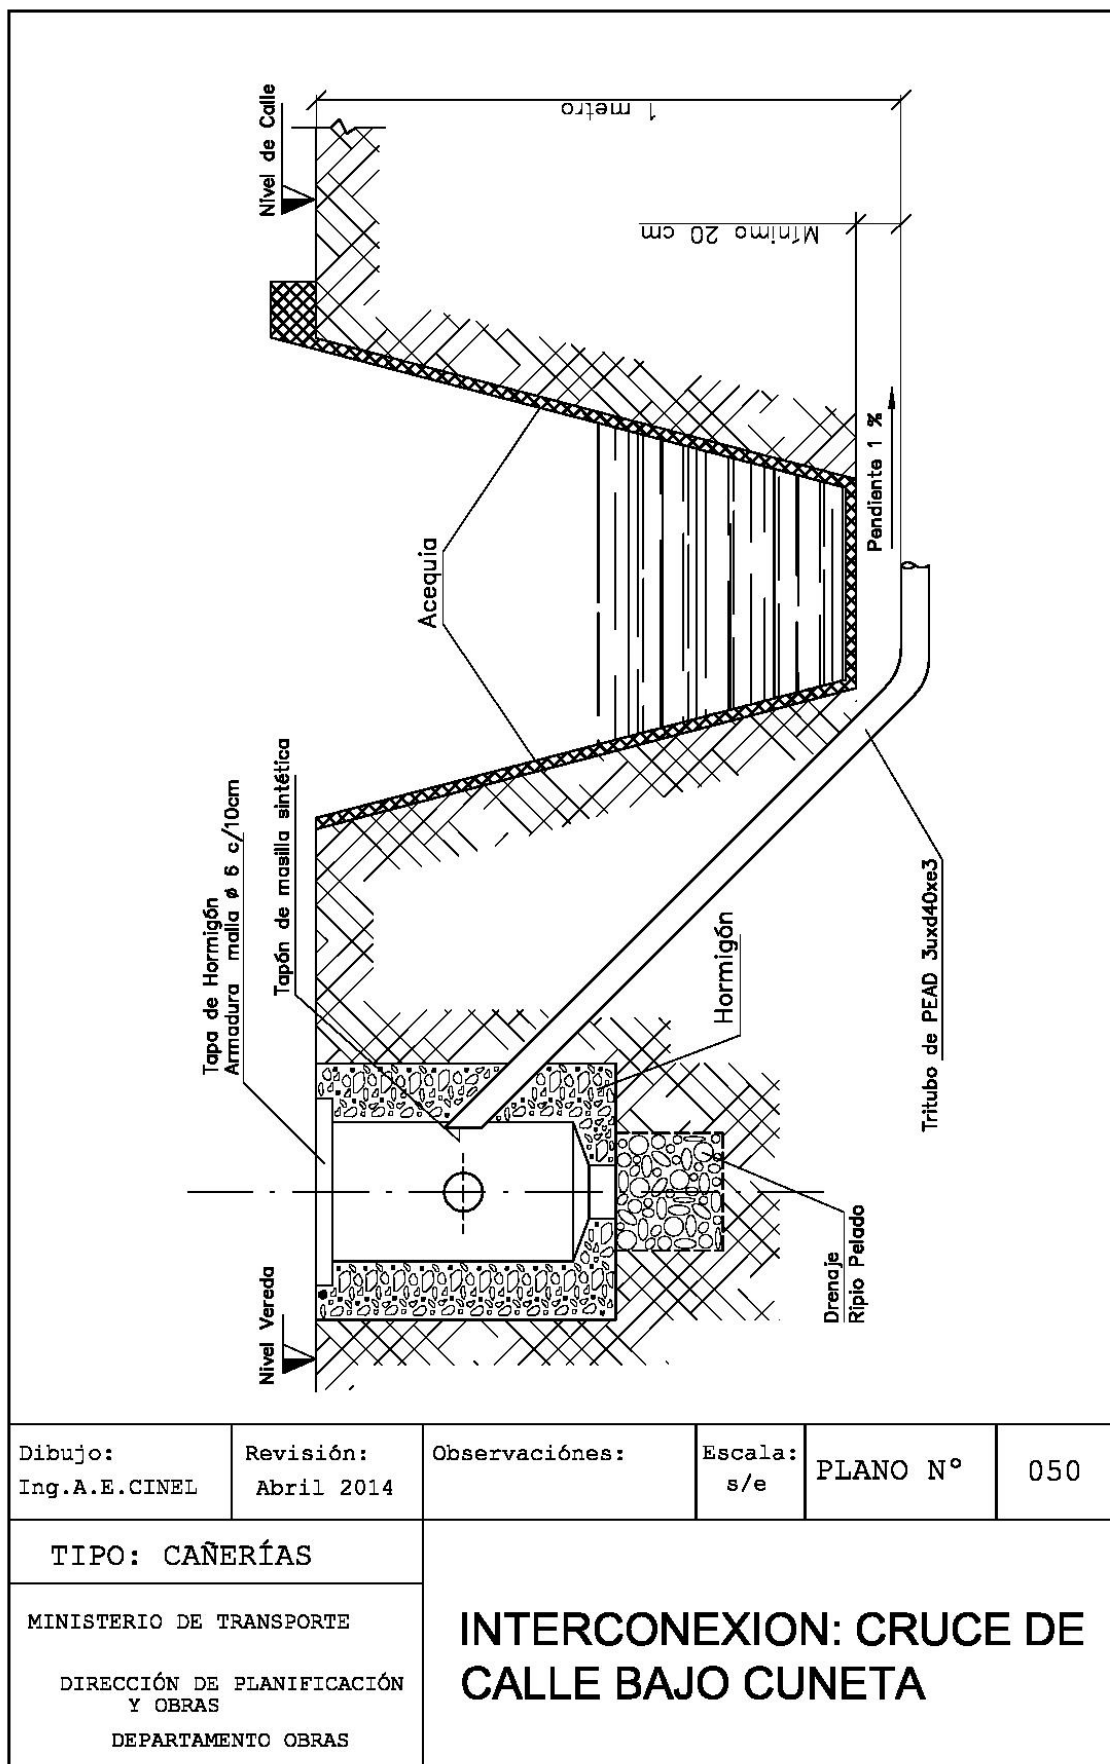 Nivel de Calle
1 metro
Mínimo 20 cm
Pendiente 1 %
Acequia
Tapa de Hormigón
Armadura malla ø 6 c/10cm
Tapón de masilla sintética
Hormigón
Tritubo de PEAD 3uxd40xe3
Nivel Vereda
Drenaje
Ripio Pelado
Dibujo:
Ing.A.E.CINEL
Revisión:
Abril 2014
Observaciónes:
Escala:
s/e
PLANO N°
050
TIPO: CAÑERÍAS
MINISTERIO DE TRANSPORTE
DIRECCIÓN DE PLANIFICACIÓN
Y OBRAS
DEPARTAMENTO OBRAS
INTERCONEXION: CRUCE DE
CALLE BAJO CUNETA